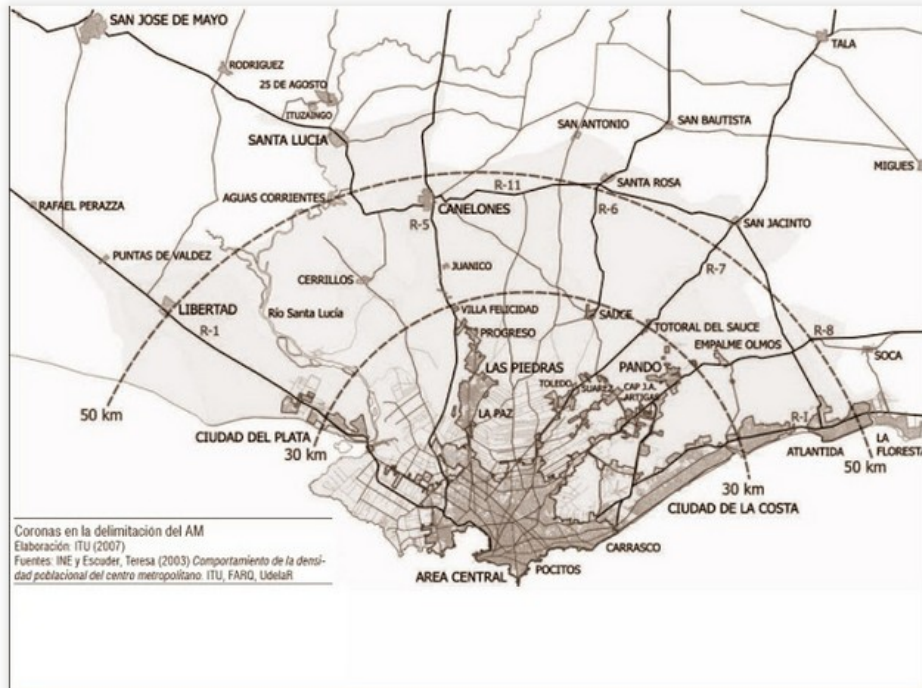 SAN JOSE DE MAYO
TALA
RODRIGUEZ
25 DE AGOSTO
ITUZAINGO
SAN ANTONIO
SAN BAUTISTA
SANTA LUCIA
MIGUES
R-11
SANTA ROSA
AGUAS CORRIENTES
RAFAEL PERAZZA
CANELONES
R-6
SAN JACINTO
R-5
PUNTAS DE VALDEZ
JUANICO
R-7
CERRILLOS
LIBERTAD
Río Santa Lucía
VILLA FELICIDAD
SAUCE
R-1
PROGRESO
TOTORAL DEL SAUCE
R-8
EMPALME OLMOS
SOCA
LAS PIEDRAS
PANDO
TOLEDO
SUAREZ
CAP J.A.
ARTIGAS
50 km
LA PAZ
R-I
CIUDAD DEL PLATA
30 km
ATLANTIDA
LA
FLORESTA
50 km
30 km
CIUDAD DE LA COSTA
CARRASCO
POCITOS
AREA CENTRAL
Coronas en la delimitación del AM
Elaboración: ITU (2007)
Fuentes: INE y Escuder, Teresa (2003) Comportamiento de la densi-
dad poblacional del centro metropolitano. ITU, FARQ, UdelaR